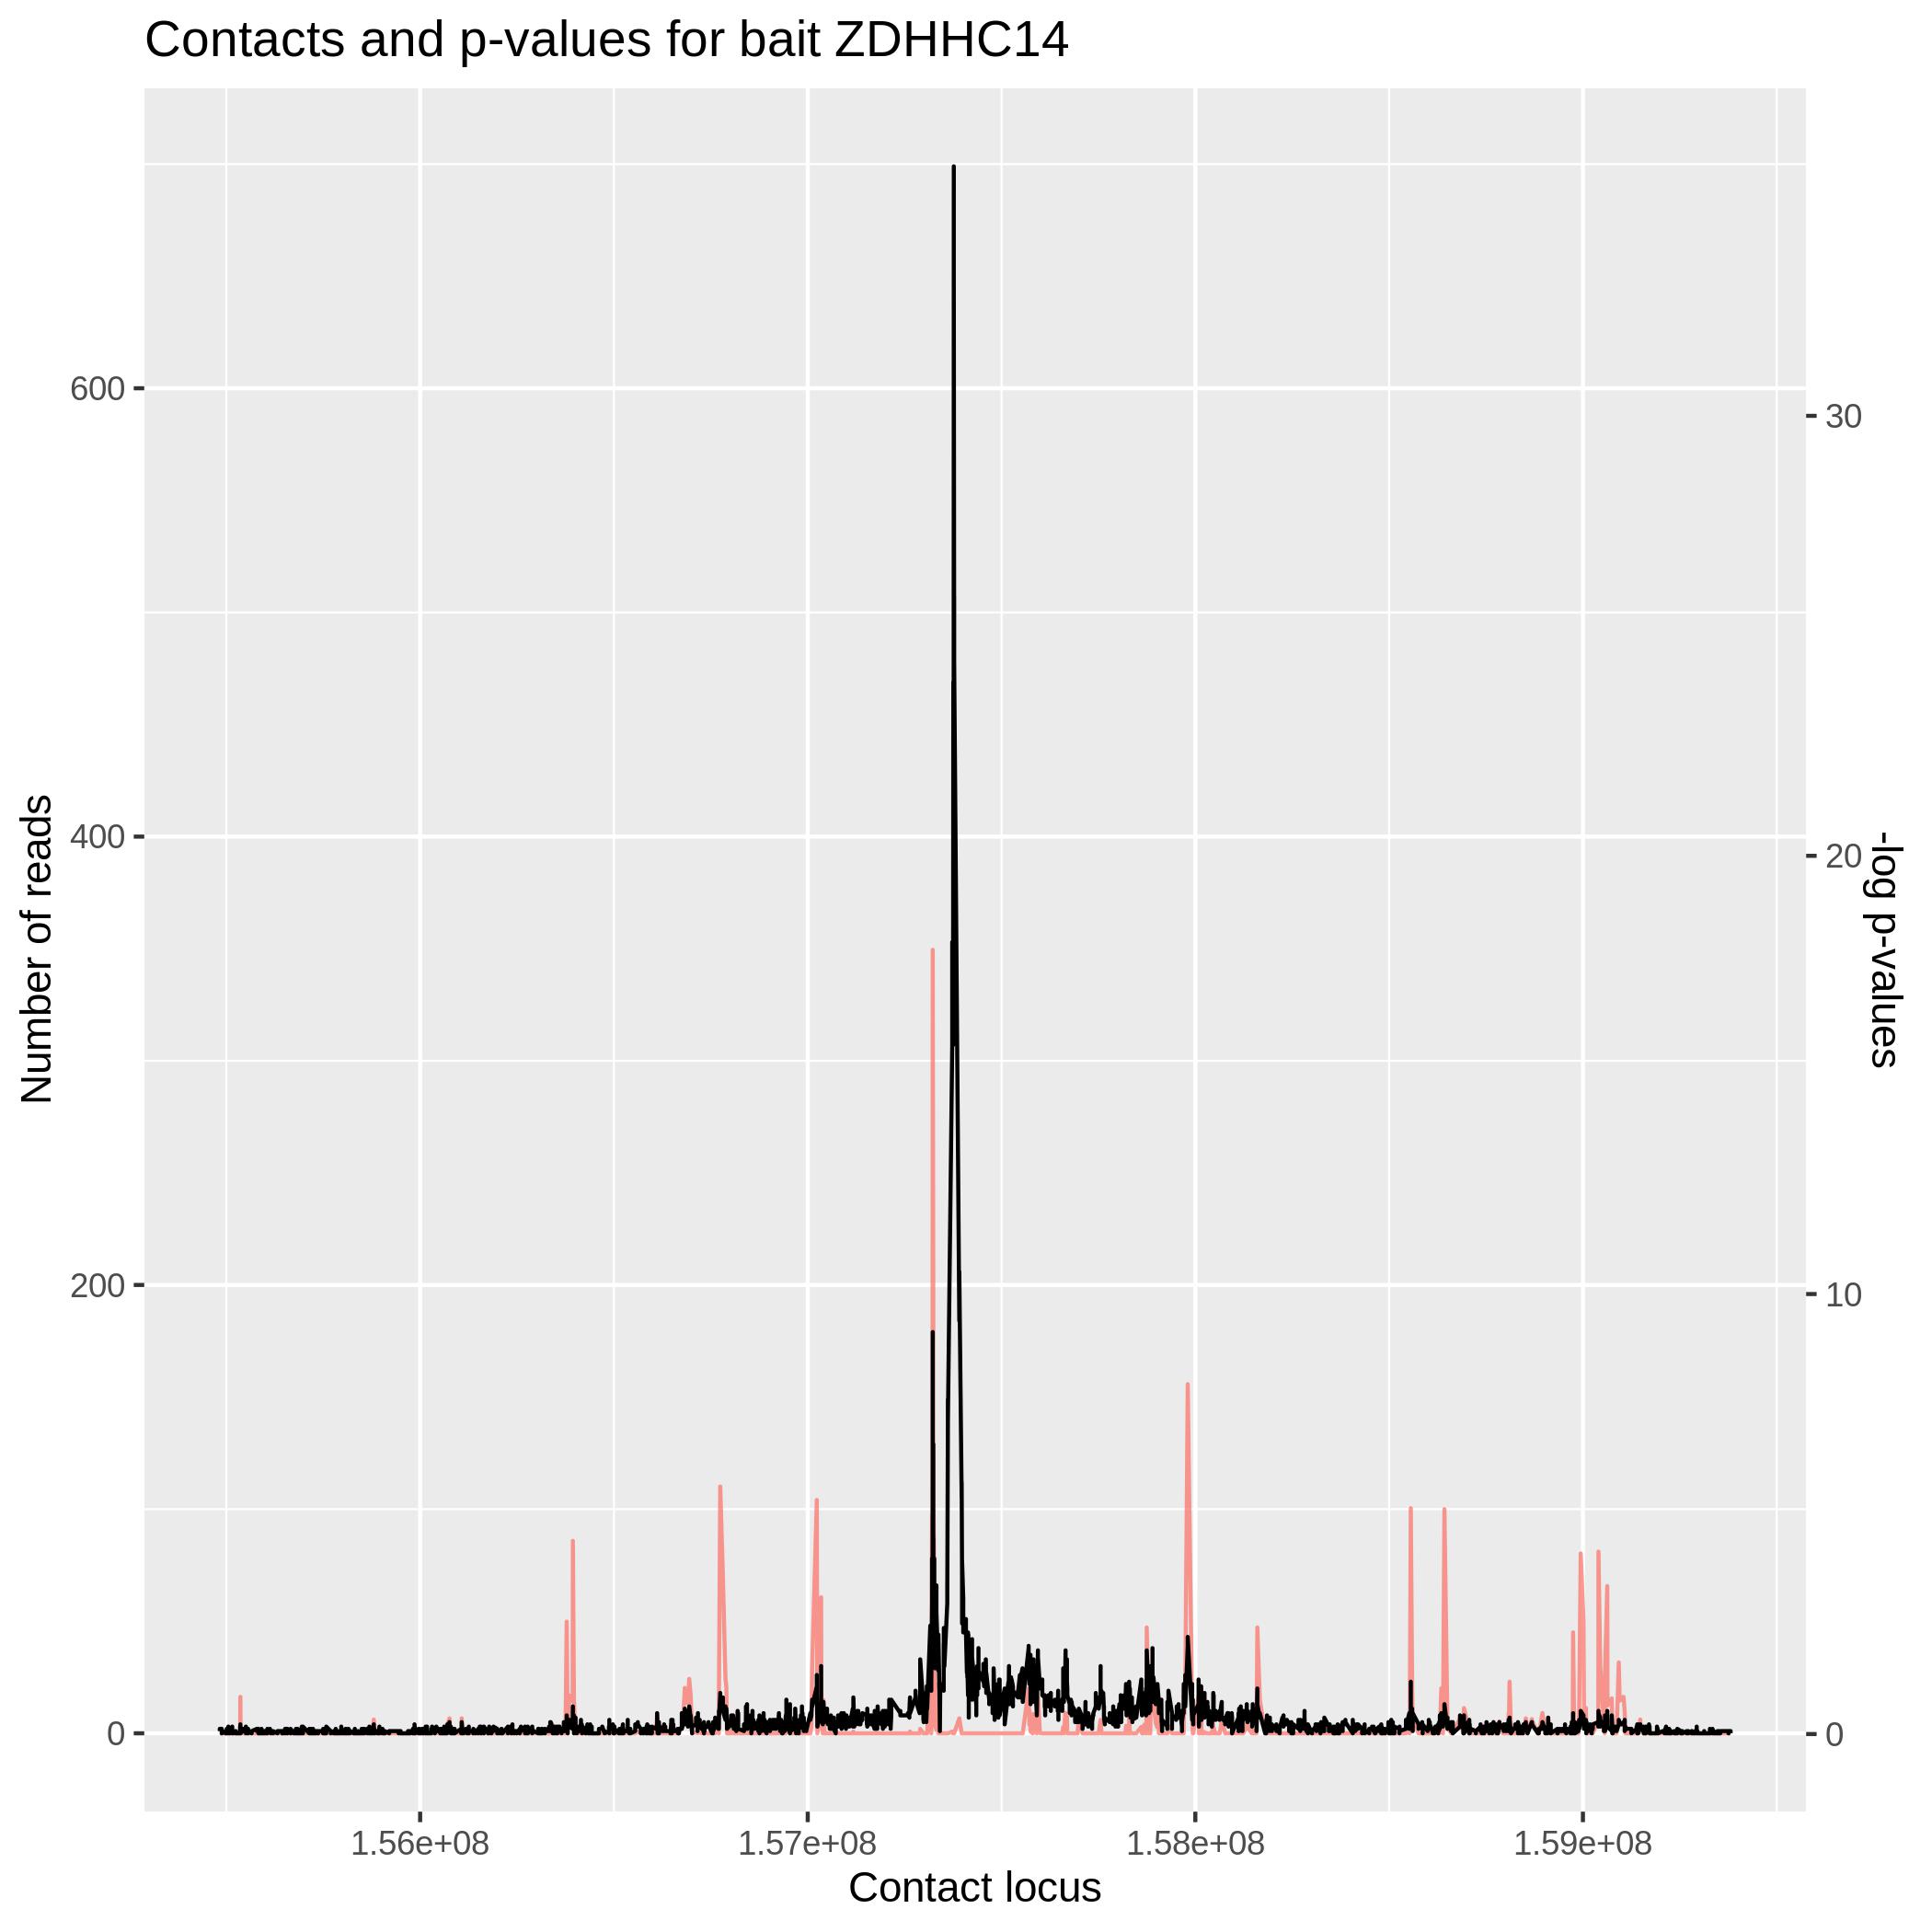 Contacts and p-values for bait ZDHHC14
Number of reads
600
400
200
0
30
20
10
0
-log p-values
1.56e+08 1.57e+08 1.58e+08 1.59e+08
Contact locus